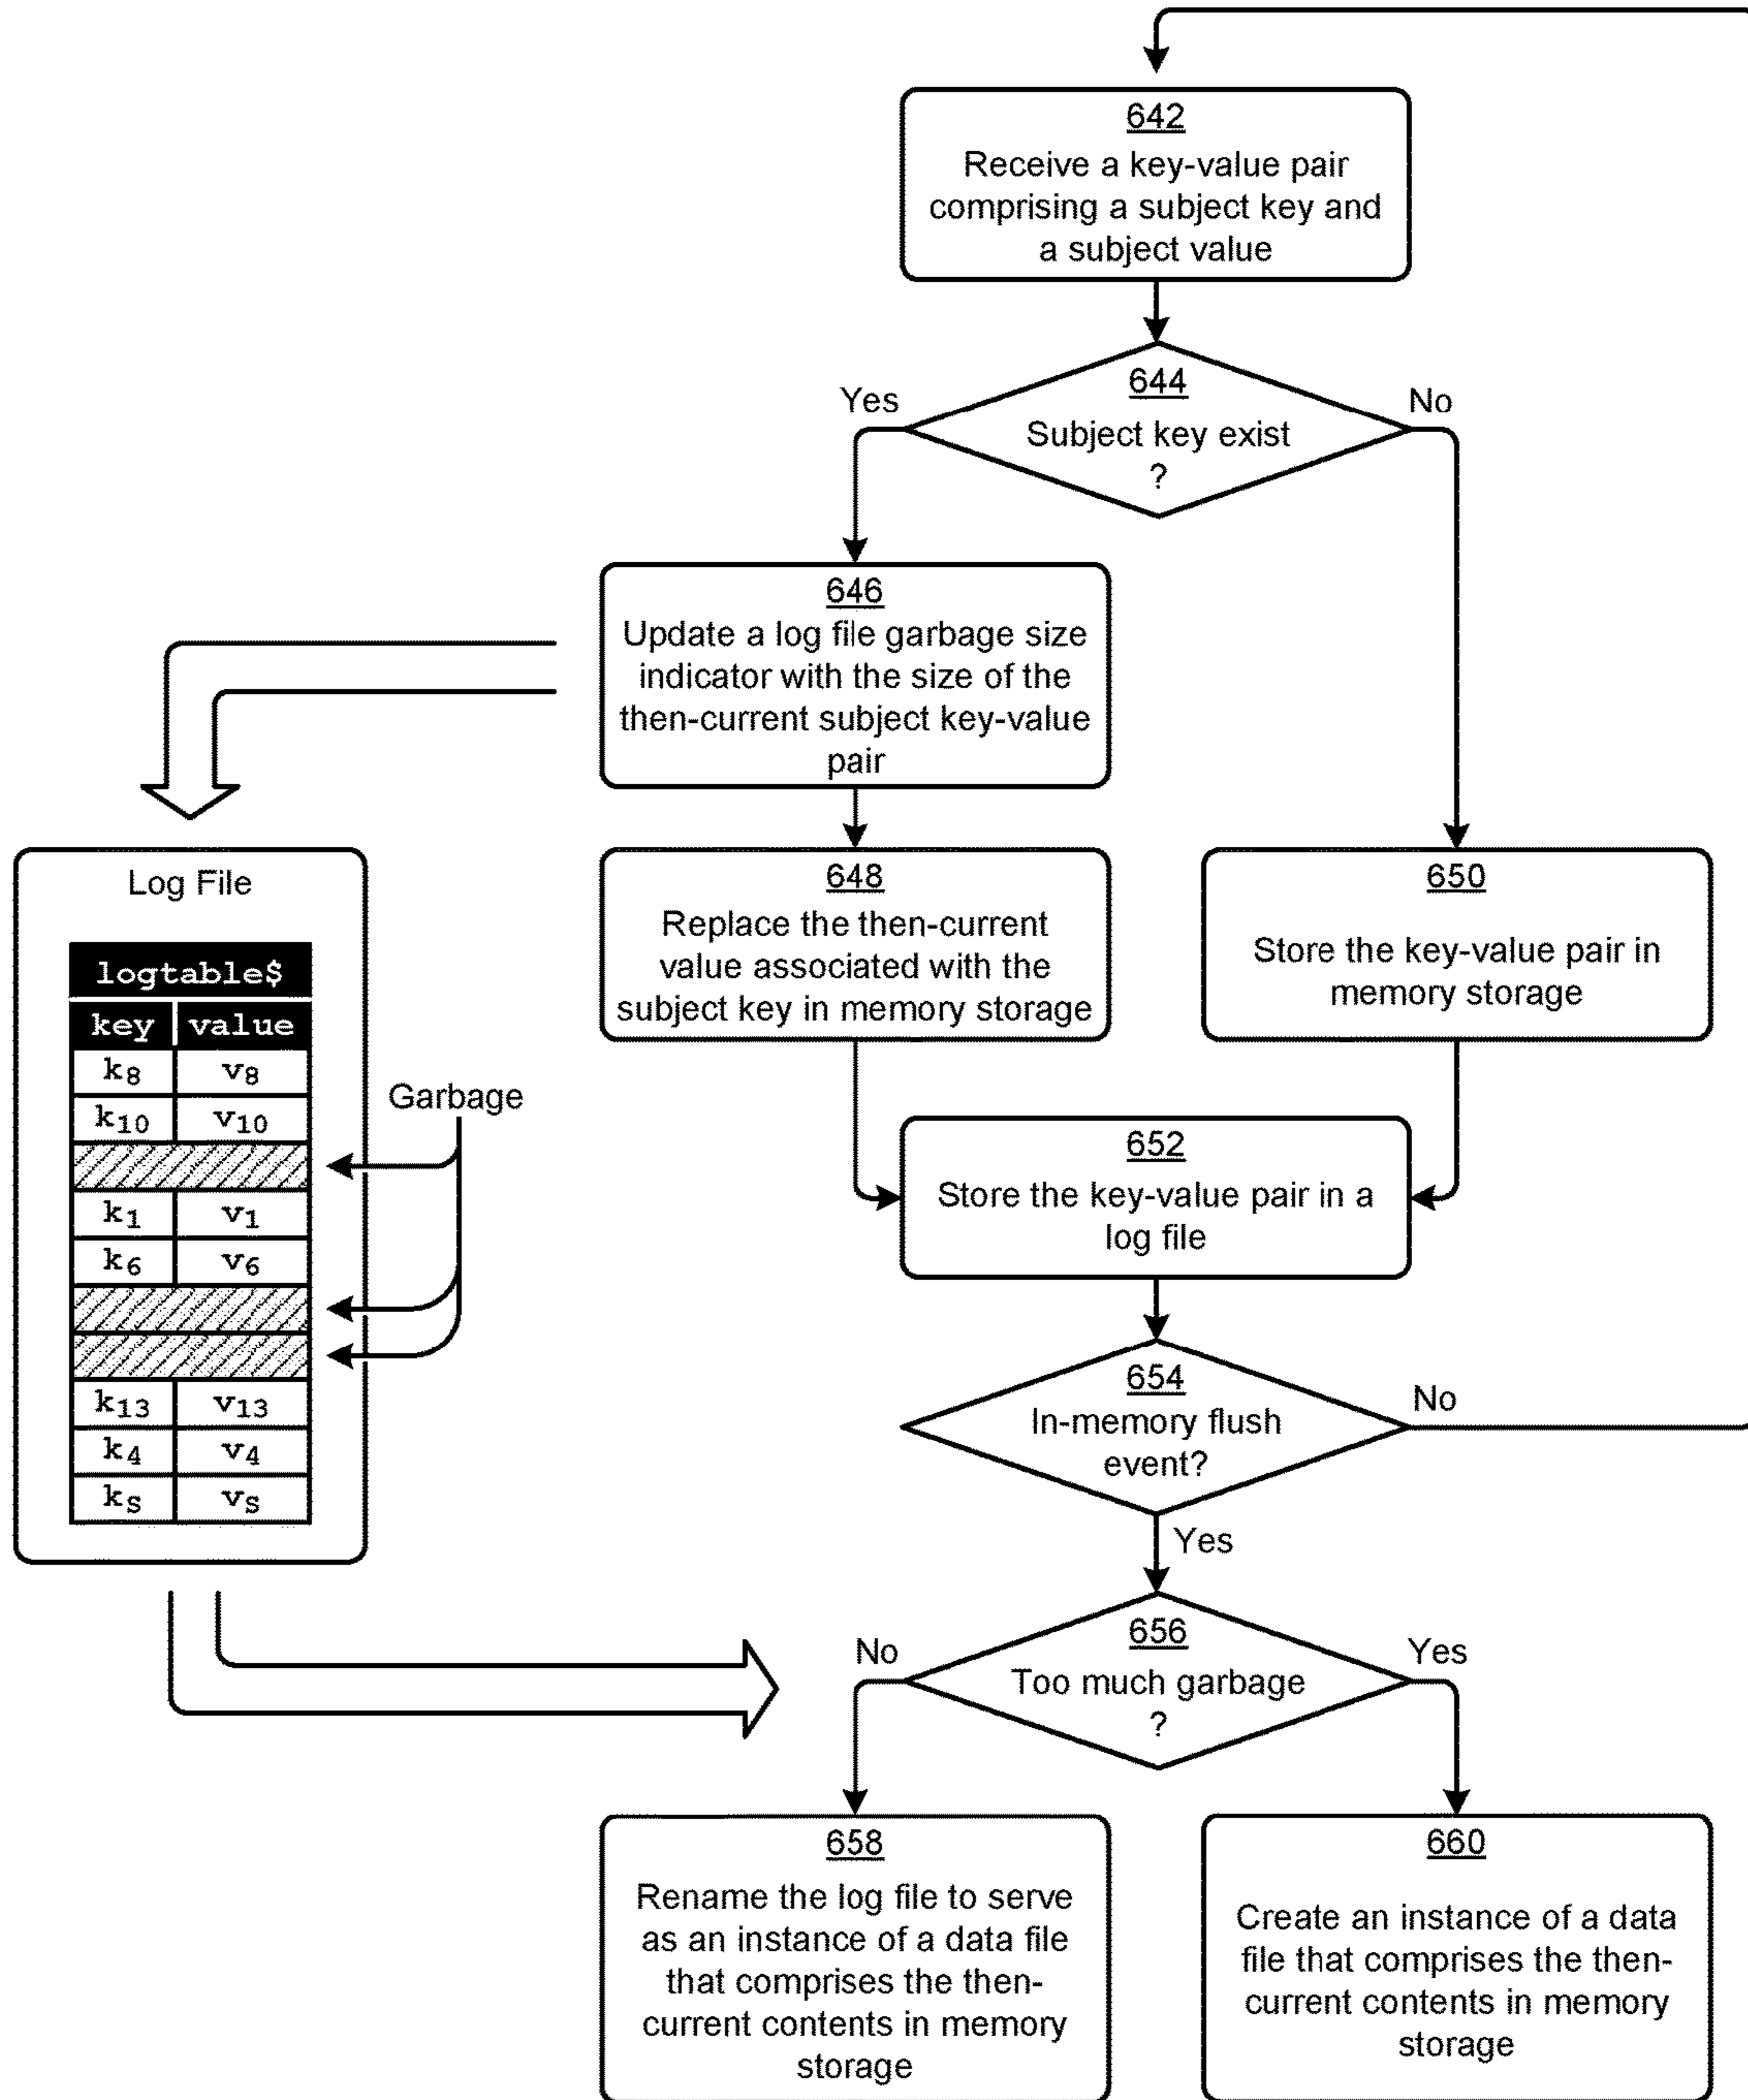 642
Receive a key-value pair
comprising a subject key and
a subject value
644
Subject key exist
?
Yes
No
646
Update a log file garbage size
indicator with the size of the
then-current subject key-value
pair
648
Replace the then-current
value associated with the
subject key in memory storage
650
Store the key-value pair in
memory storage
Log File
logtable$
key value
k8 v8
k10 v10
k1 v1
k6 v6
k13 v13
k4 v4
kS vS
Garbage
652
Store the key-value pair in a
log file
654
In-memory flush
event?
No
Yes
656
Too much garbage
?
No
Yes
658
Rename the log file to serve
as an instance of a data file
that comprises the then-
current contents in memory
storage
660
Create an instance of a data
file that comprises the then-
current contents in memory
storage